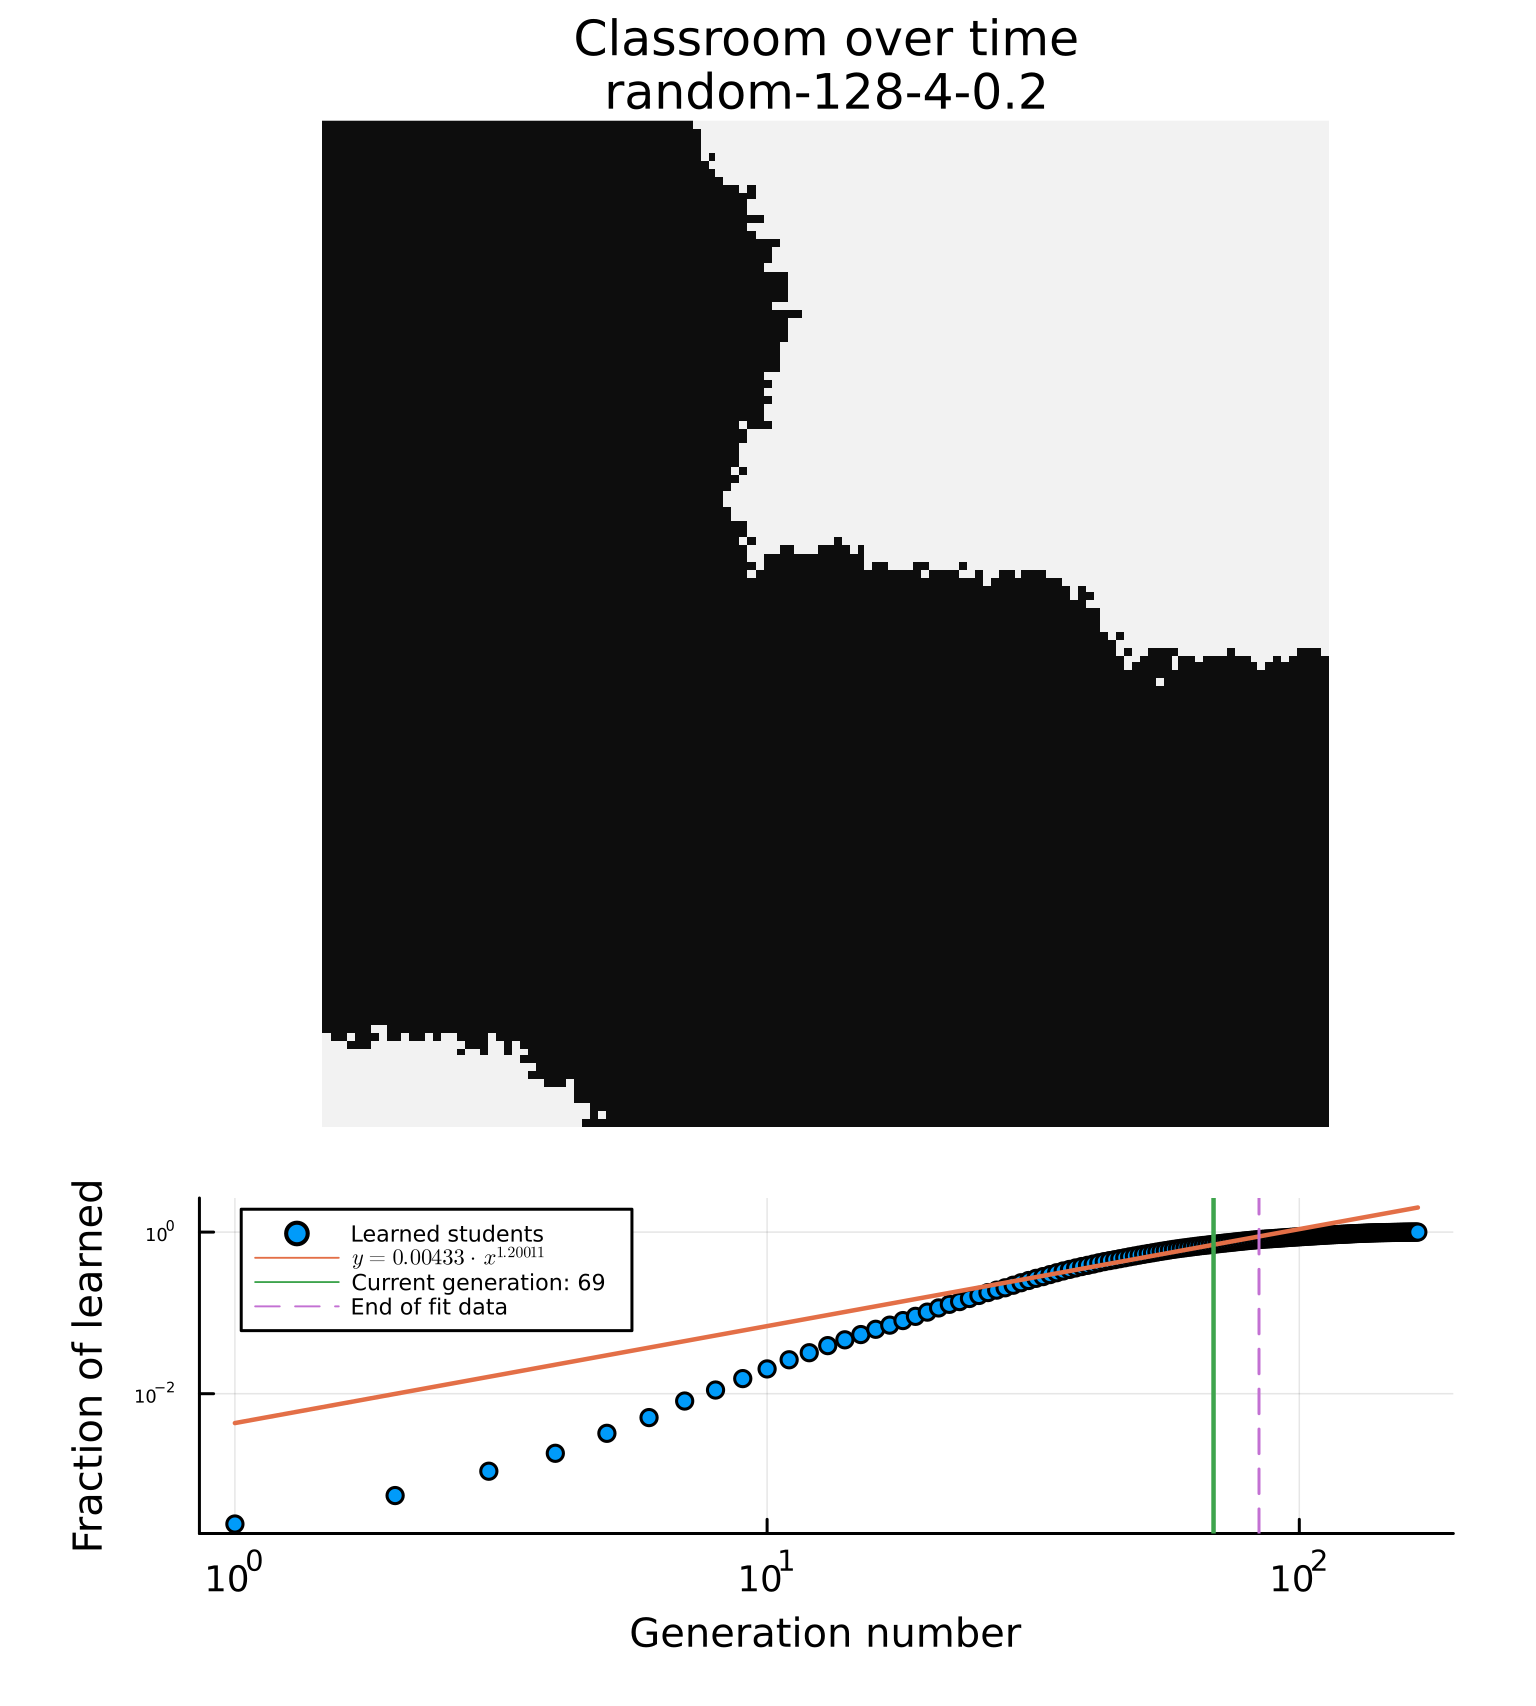 Classroom over time
random-128-4-0.2
Fraction of learned
10^0
10^-2
Learned students
y = 0.00433 · x^1.20011
Current generation: 69
End of fit data
10^0
10^1
10^2
Generation number